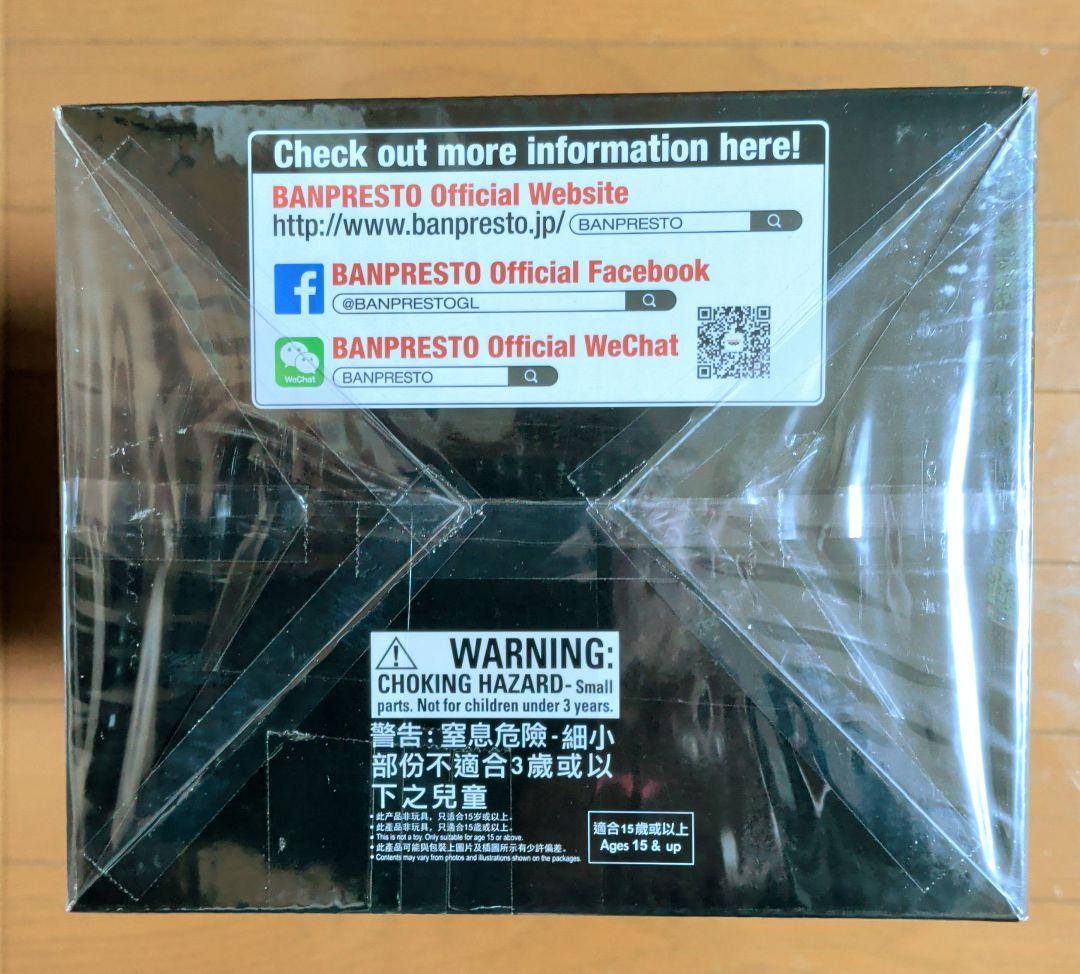 Check out more information here!
BANPRESTO Official Website
http://www.banpresto.jp/ BANPRESTO
BANPRESTO Official Facebook
@BANPRESTOGL
BANPRESTO Official WeChat
WeChat BANPRESTO
WARNING:
CHOKING HAZARD- Small
parts. Not for children under 3 years.
警告:窒息危險-細小
部份不適合3歲或以
下之兒童
• 此产品非玩具，只适合15岁或以上。
• 此產品非玩具，只適合15歲或以上。
• This is not a toy. Only suitable for age 15 or above.
• 此產品可能與包裝上圖片及插圖所示有少許偏差。
• Contents may vary from photos and illustrations shown on the packages.
適合15歲或以上
Ages 15 & up